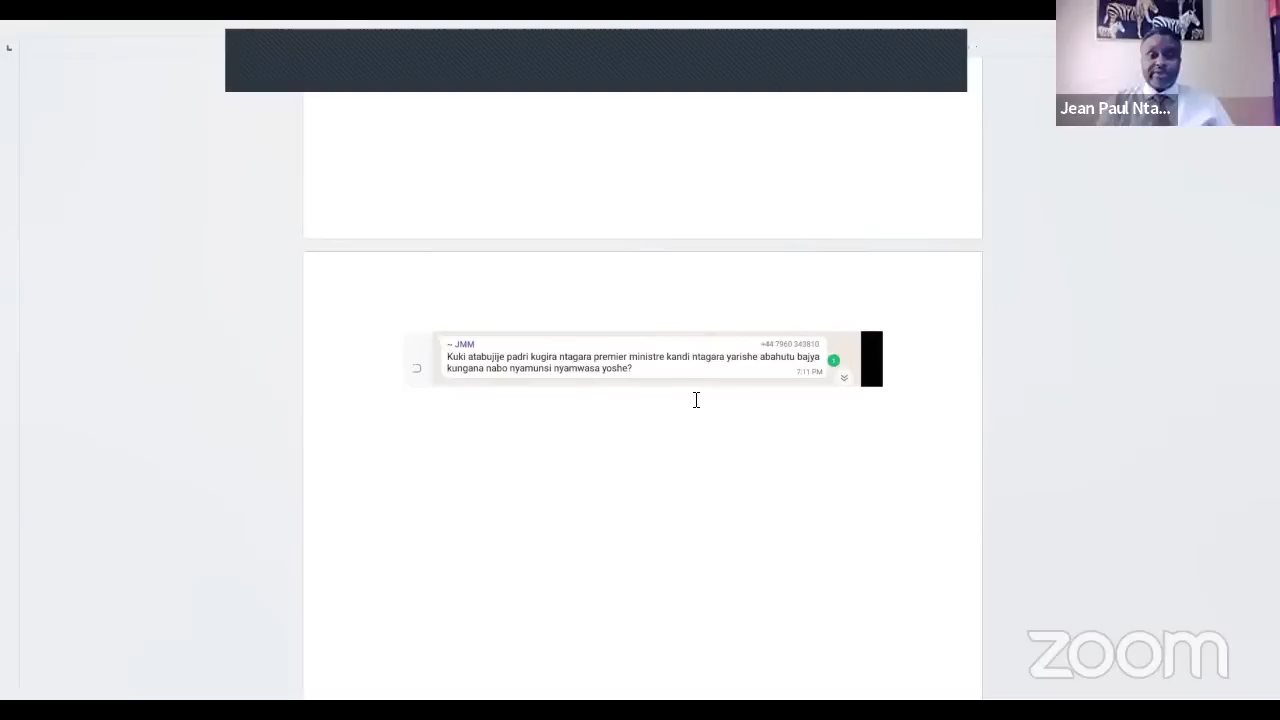 Jean Paul Nta...
~ JMM
+44 7960 343810
Kuki atabujije padri kugira ntagara premier ministre kandi ntagara yarishe abahutu bajya
kungana nabo nyamunsi nyamwasa yoshe?
1
7:11 PM
zoom